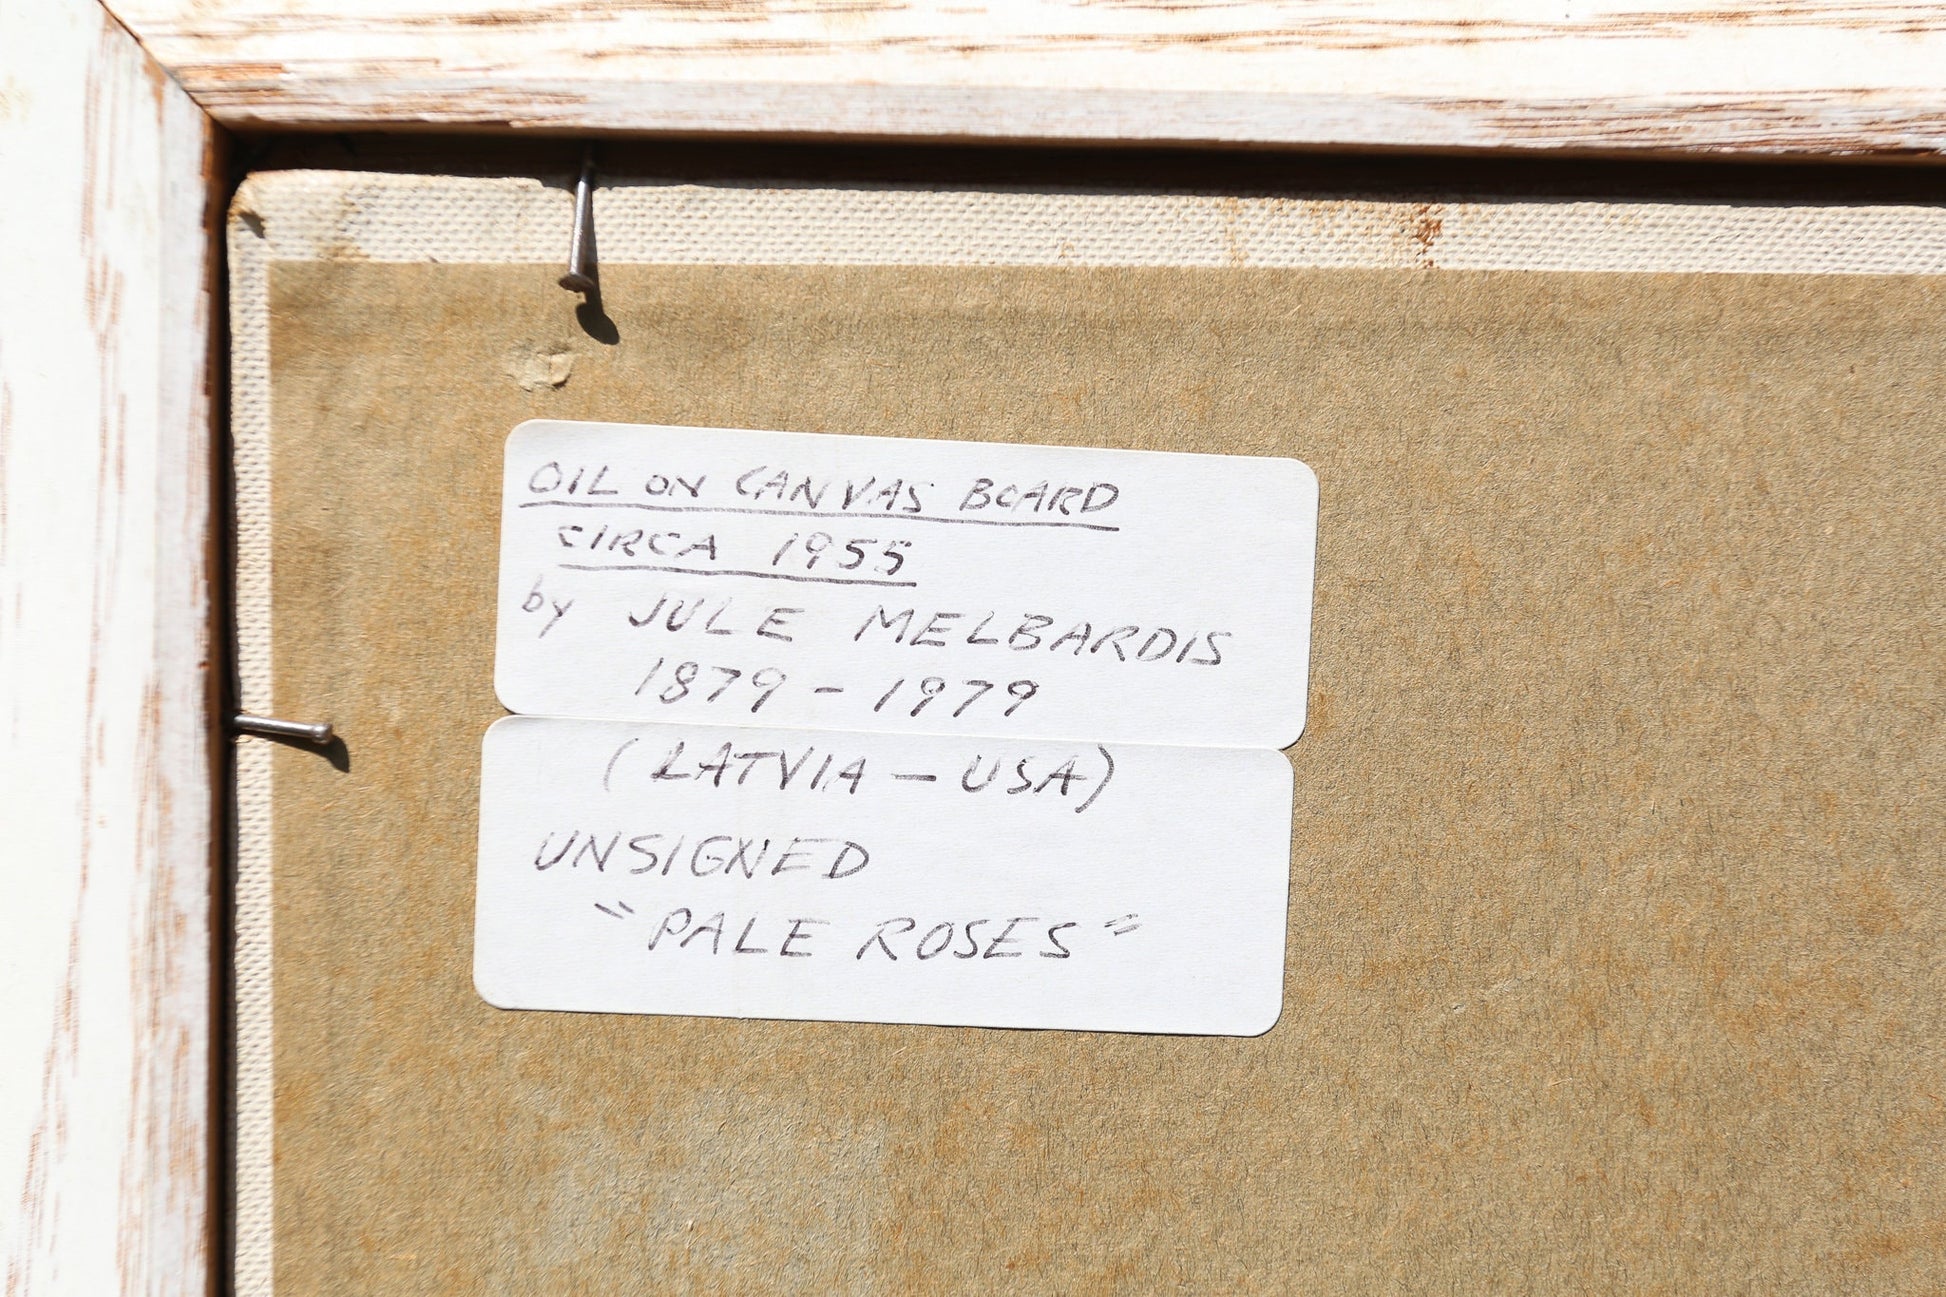 OIL ON CANVAS BOARD
CIRCA 1955
by JULE MELBARDIS
1879 - 1979
(LATVIA - USA)
UNSIGNED
"PALE ROSES"